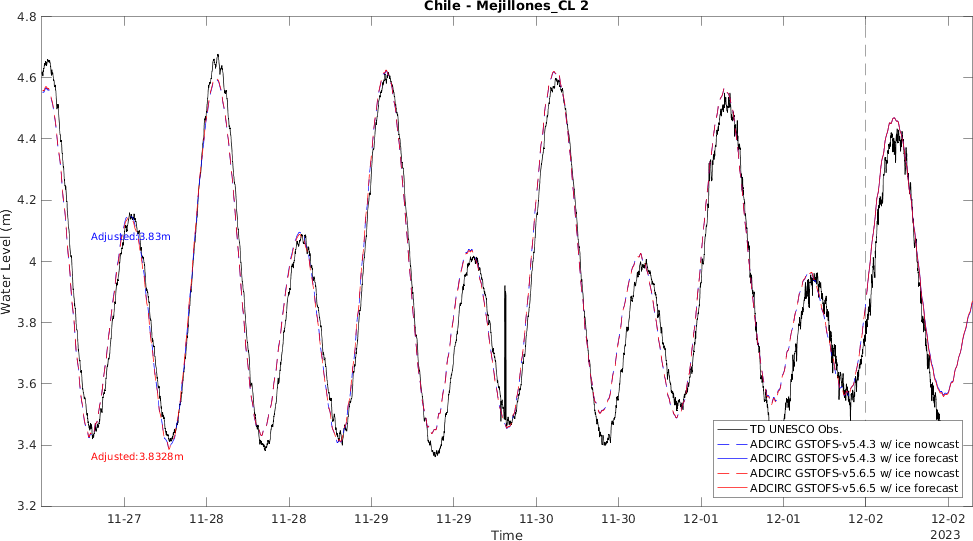 Chile - Mejillones_CL 2
4.8
4.6
4.4
4.2
4
3.8
3.6
3.4
3.2
Water Level (m)
Adjusted:3.83m
Adjusted:3.8328m
TD UNESCO Obs.
ADCIRC GSTOFS-v5.4.3 w/ ice nowcast
ADCIRC GSTOFS-v5.4.3 w/ ice forecast
ADCIRC GSTOFS-v5.6.5 w/ ice nowcast
ADCIRC GSTOFS-v5.6.5 w/ ice forecast
11-27 11-28 11-28 11-29 11-29 11-30 11-30 12-01 12-01 12-02 12-02
2023
Time